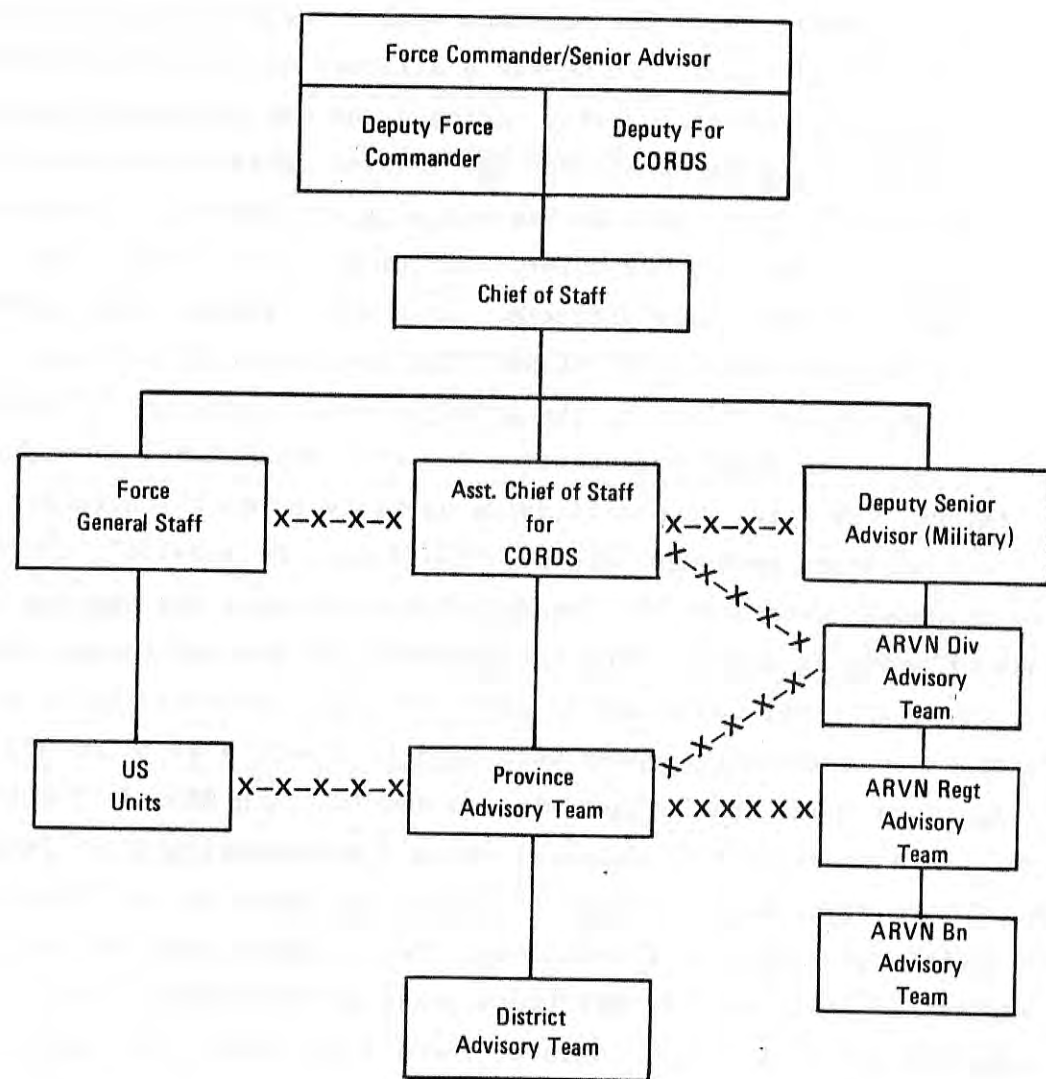 Force Commander/Senior Advisor
Deputy Force
Commander
Deputy For
CORDS
Chief of Staff
Force
General Staff
X–X–X–X
Asst. Chief of Staff
for
CORDS
X–X–X–X
Deputy Senior
Advisor (Military)
X–X–X–X–X
ARVN Div
Advisory
Team
X–X–X–X–X
US
Units
X–X–X–X–X
Province
Advisory Team
X X X X X X
ARVN Regt
Advisory
Team
ARVN Bn
Advisory
Team
District
Advisory Team